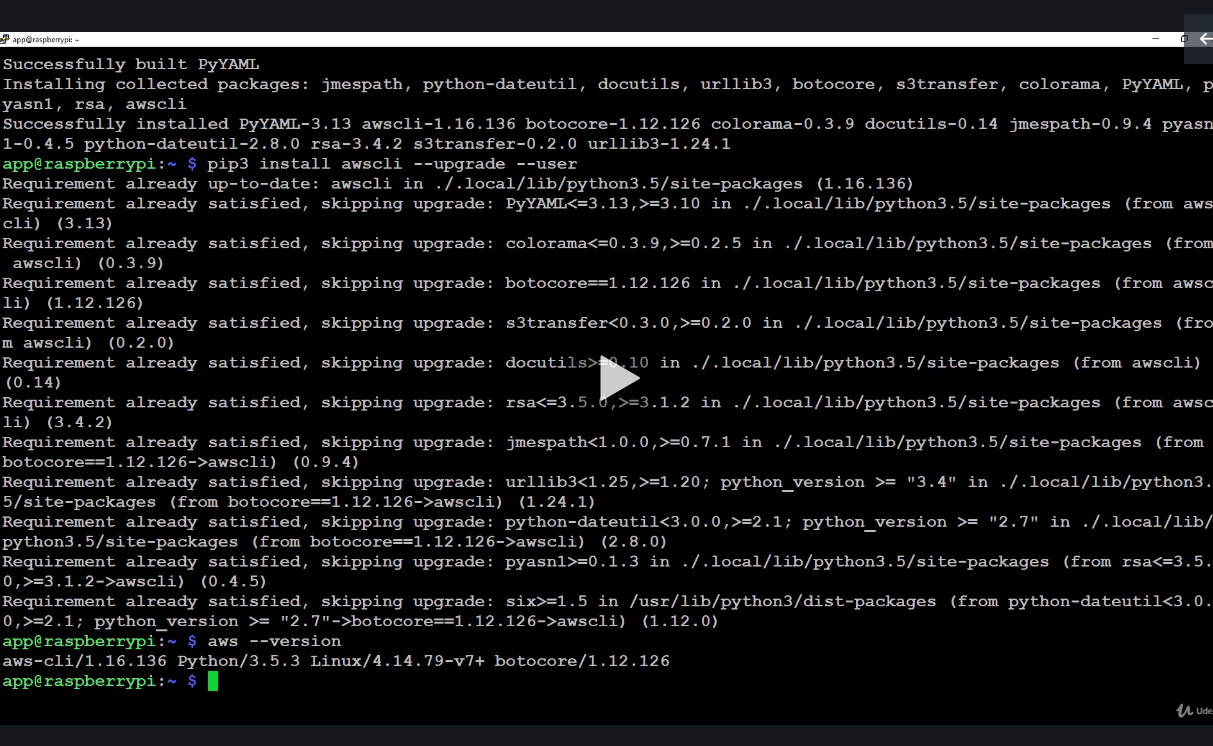 app@raspberrypi: ~
Successfully built PyYAML
Installing collected packages: jmespath, python-dateutil, docutils, urllib3, botocore, s3transfer, colorama, PyYAML, p
yasn1, rsa, awscli
Successfully installed PyYAML-3.13 awscli-1.16.136 botocore-1.12.126 colorama-0.3.9 docutils-0.14 jmespath-0.9.4 pyasn
1-0.4.5 python-dateutil-2.8.0 rsa-3.4.2 s3transfer-0.2.0 urllib3-1.24.1
app@raspberrypi:~ $ pip3 install awscli --upgrade --user
Requirement already up-to-date: awscli in ./.local/lib/python3.5/site-packages (1.16.136)
Requirement already satisfied, skipping upgrade: PyYAML<=3.13,>=3.10 in ./.local/lib/python3.5/site-packages (from aws
cli) (3.13)
Requirement already satisfied, skipping upgrade: colorama<=0.3.9,>=0.2.5 in ./.local/lib/python3.5/site-packages (from
 awscli) (0.3.9)
Requirement already satisfied, skipping upgrade: botocore==1.12.126 in ./.local/lib/python3.5/site-packages (from awsc
li) (1.12.126)
Requirement already satisfied, skipping upgrade: s3transfer<0.3.0,>=0.2.0 in ./.local/lib/python3.5/site-packages (fro
m awscli) (0.2.0)
Requirement already satisfied, skipping upgrade: docutils>=0.10 in ./.local/lib/python3.5/site-packages (from awscli)
(0.14)
Requirement already satisfied, skipping upgrade: rsa<=3.5.0,>=3.1.2 in ./.local/lib/python3.5/site-packages (from awsc
li) (3.4.2)
Requirement already satisfied, skipping upgrade: jmespath<1.0.0,>=0.7.1 in ./.local/lib/python3.5/site-packages (from
botocore==1.12.126->awscli) (0.9.4)
Requirement already satisfied, skipping upgrade: urllib3<1.25,>=1.20; python_version >= "3.4" in ./.local/lib/python3.
5/site-packages (from botocore==1.12.126->awscli) (1.24.1)
Requirement already satisfied, skipping upgrade: python-dateutil<3.0.0,>=2.1; python_version >= "2.7" in ./.local/lib/
python3.5/site-packages (from botocore==1.12.126->awscli) (2.8.0)
Requirement already satisfied, skipping upgrade: pyasn1>=0.1.3 in ./.local/lib/python3.5/site-packages (from rsa<=3.5.
0,>=3.1.2->awscli) (0.4.5)
Requirement already satisfied, skipping upgrade: six>=1.5 in /usr/lib/python3/dist-packages (from python-dateutil<3.0.
0,>=2.1; python_version >= "2.7"->botocore==1.12.126->awscli) (1.12.0)
app@raspberrypi:~ $ aws --version
aws-cli/1.16.136 Python/3.5.3 Linux/4.14.79-v7+ botocore/1.12.126
app@raspberrypi:~ $
Ude